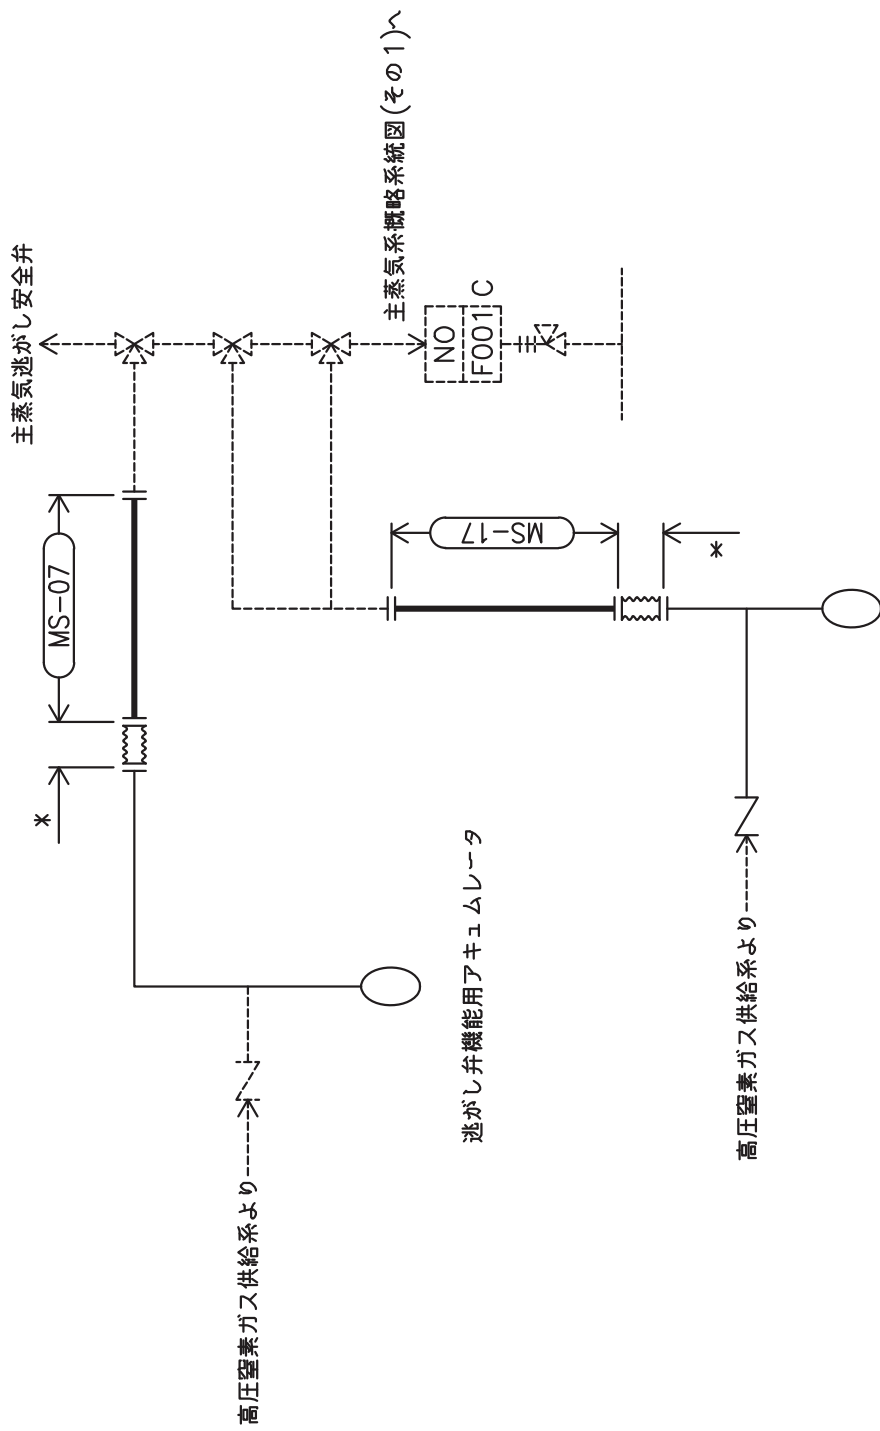 主蒸気逃がし安全弁
主蒸気系概略系統図(その1)へ
NO
F001C
MS-07
*
MS-17
*
逃がし弁機能用アキュムレータ
高圧窒素ガス供給系より
高圧窒素ガス供給系より